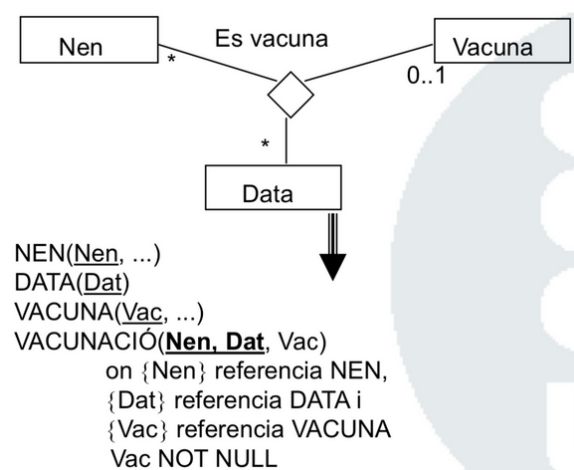 Nen
Es vacuna
Vacuna
*
0..1
*
Data
NEN(Nen, ...)
DATA(Dat)
VACUNA(Vac, ...)
VACUNACIÓ(Nen, Dat, Vac)
on {Nen} referencia NEN,
{Dat} referencia DATA i
{Vac} referencia VACUNA
Vac NOT NULL